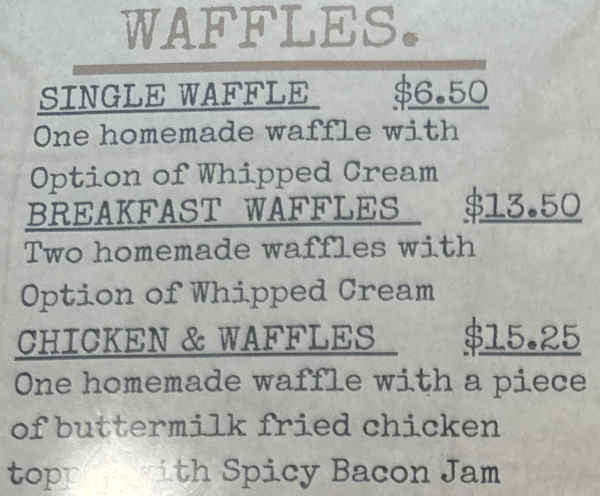 WAFFLES.
SINGLE WAFFLE $6.50
One homemade waffle with
Option of Whipped Cream
BREAKFAST WAFFLES $13.50
Two homemade waffles with
Option of Whipped Cream
CHICKEN & WAFFLES $15.25
One homemade waffle with a piece
of buttermilk fried chicken
with Spicy Bacon Jam